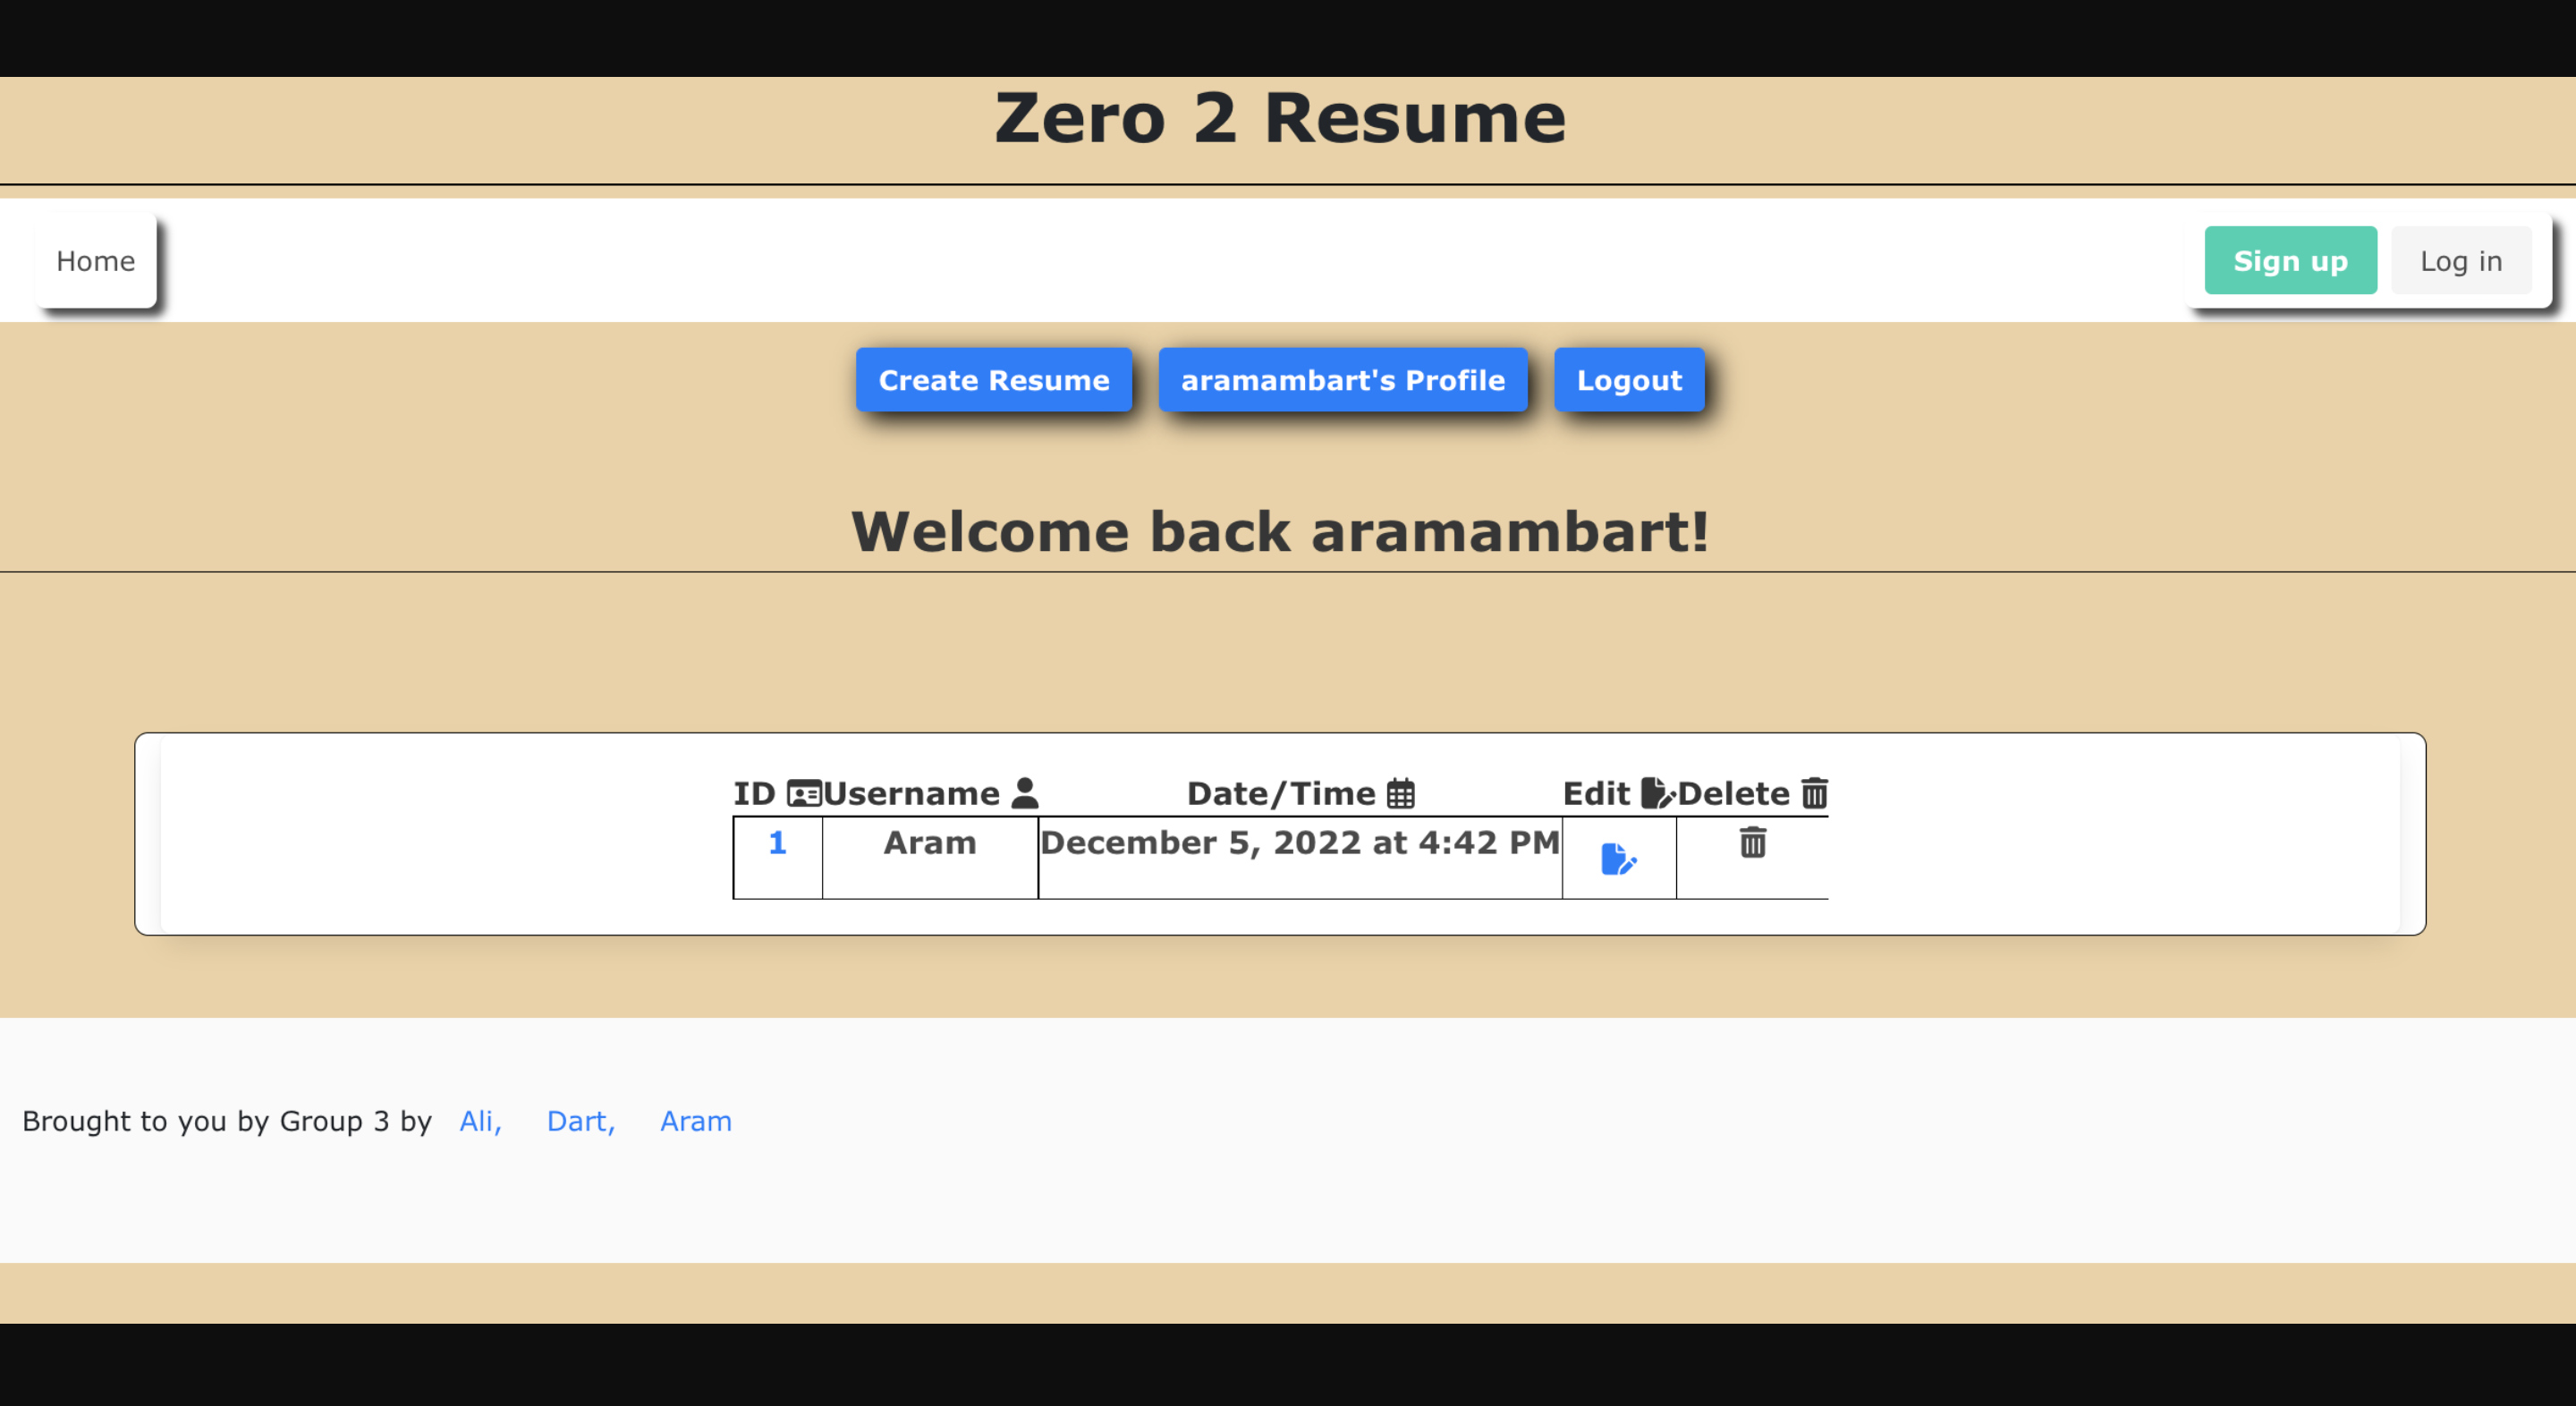 Zero 2 Resume
Home Sign up Log in
Create Resume aramambart's Profile Logout
Welcome back aramambart!
ID Username Date/Time Edit Delete
1 Aram December 5, 2022 at 4:42 PM
Brought to you by Group 3 by Ali, Dart, Aram